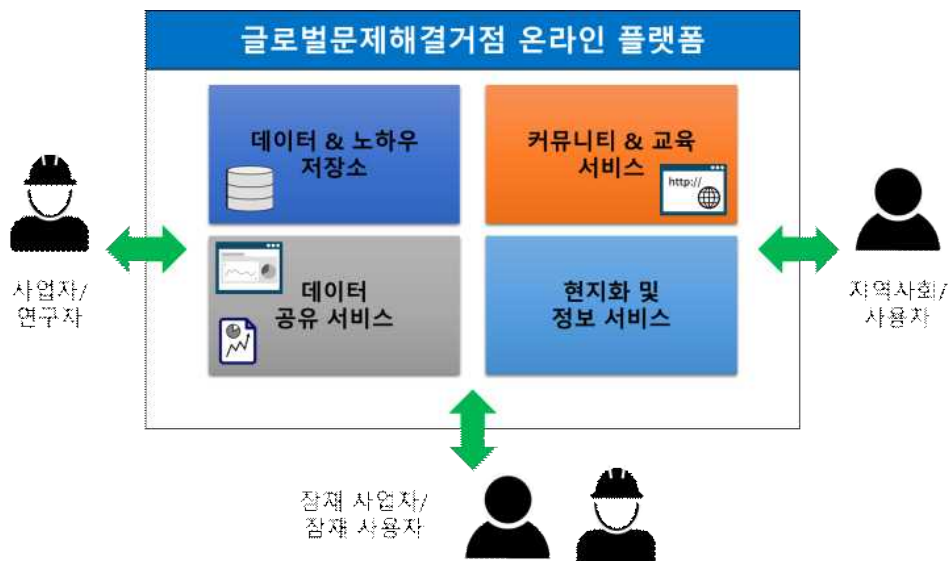 글로벌문제해결거점 온라인 플랫폼
데이터 & 노하우
저장소
커뮤니티 & 교육
서비스
http://
사업자/
연구자
데이터
공유 서비스
현지화 및
정보 서비스
지역사회/
사용자
잠재 사업자/
잠재 사용자